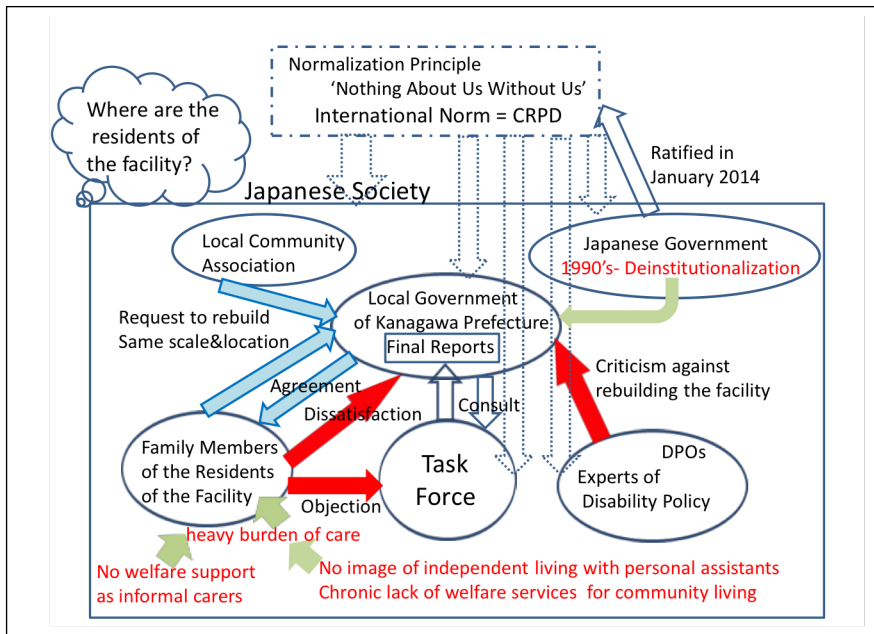 Normalization Principle
'Nothing About Us Without Us'
International Norm = CRPD
Where are the
residents of
the facility?
Ratified in
January 2014
Japanese Society
Local Community
Association
Japanese Government
1990's- Deinstitutionalization
Local Government
of Kanagawa Prefecture
Final Reports
Request to rebuild
Same scale&location
Criticism against
rebuilding the facility
Agreement
Dissatisfaction
Consult
Family Members
of the Residents
of the Facility
Task
Force
DPOs
Experts of
Disability Policy
Objection
heavy burden of care
No welfare support
as informal carers
No image of independent living with personal assistants
Chronic lack of welfare services for community living